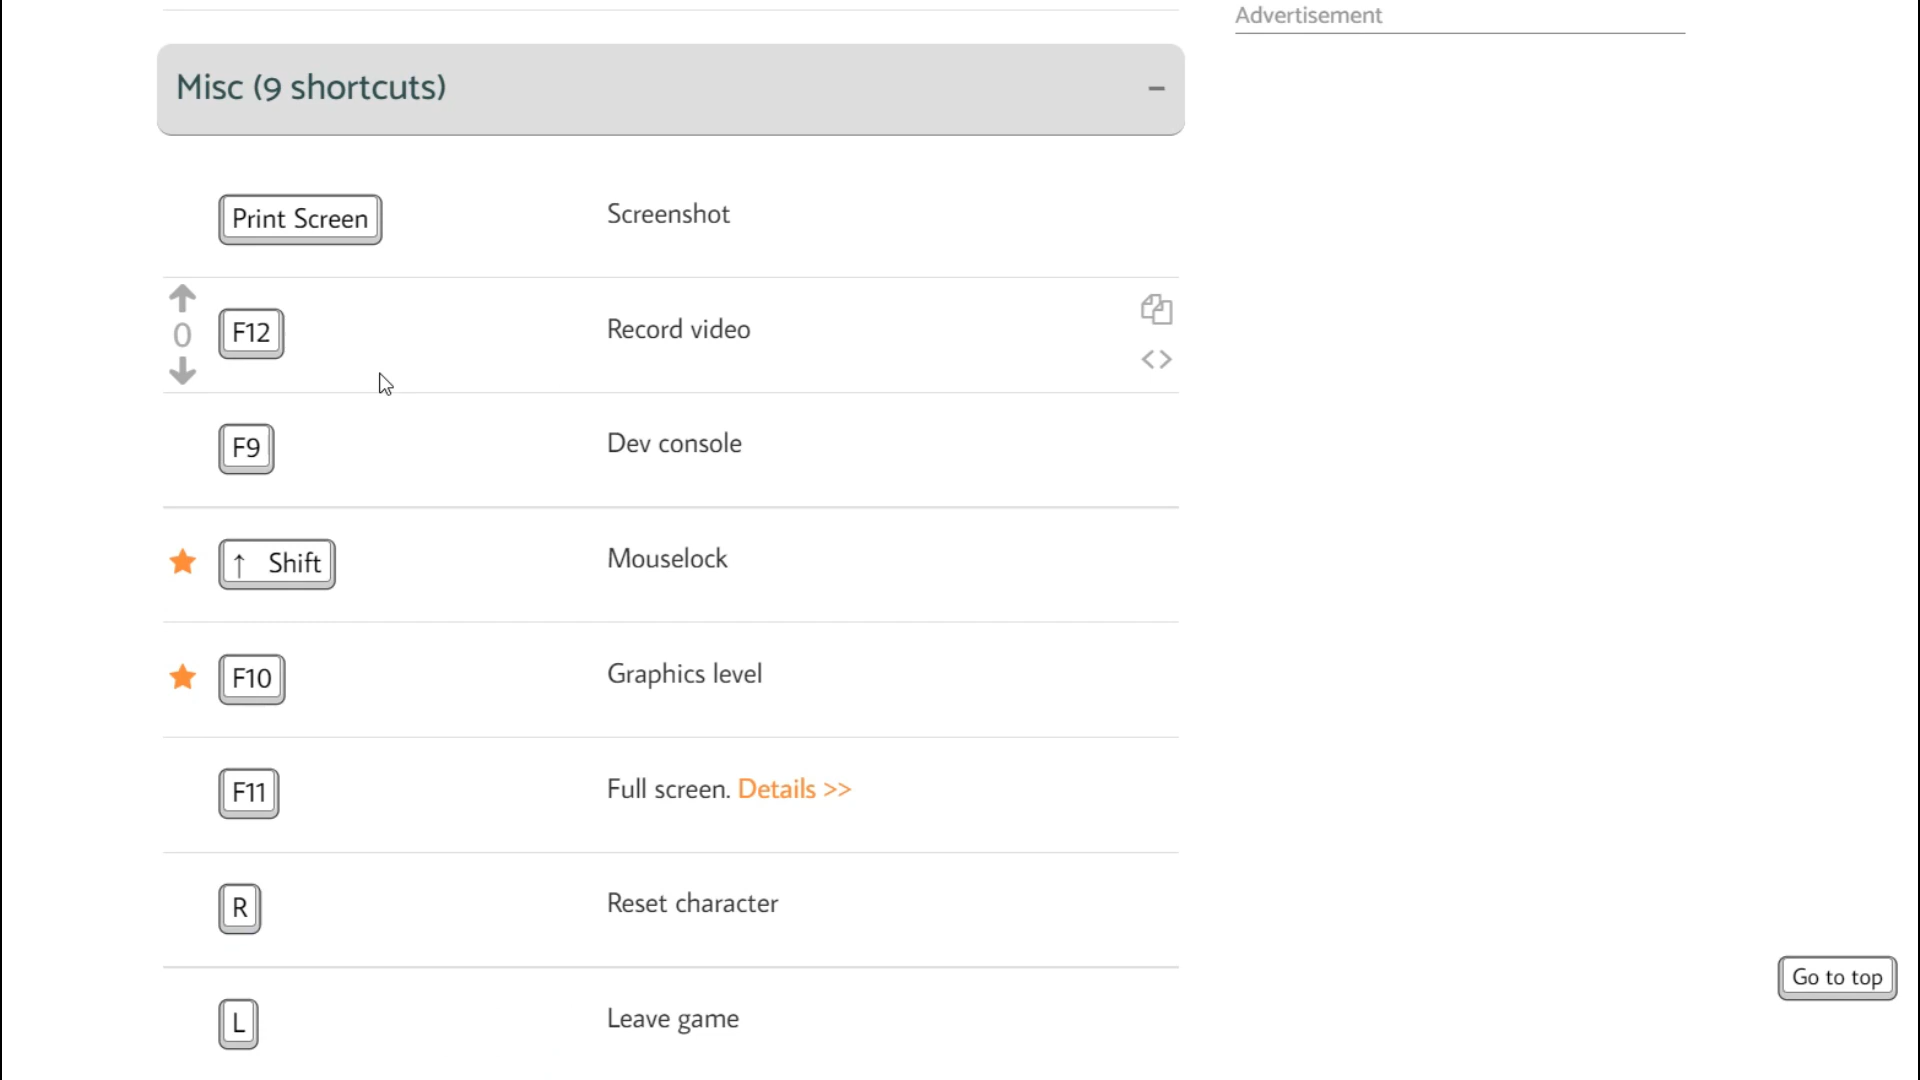 Advertisement
Misc (9 shortcuts)
Print Screen Screenshot
0
F12 Record video
F9 Dev console
↑ Shift Mouselock
F10 Graphics level
F11 Full screen. Details >>
R Reset character
Go to top
L Leave game